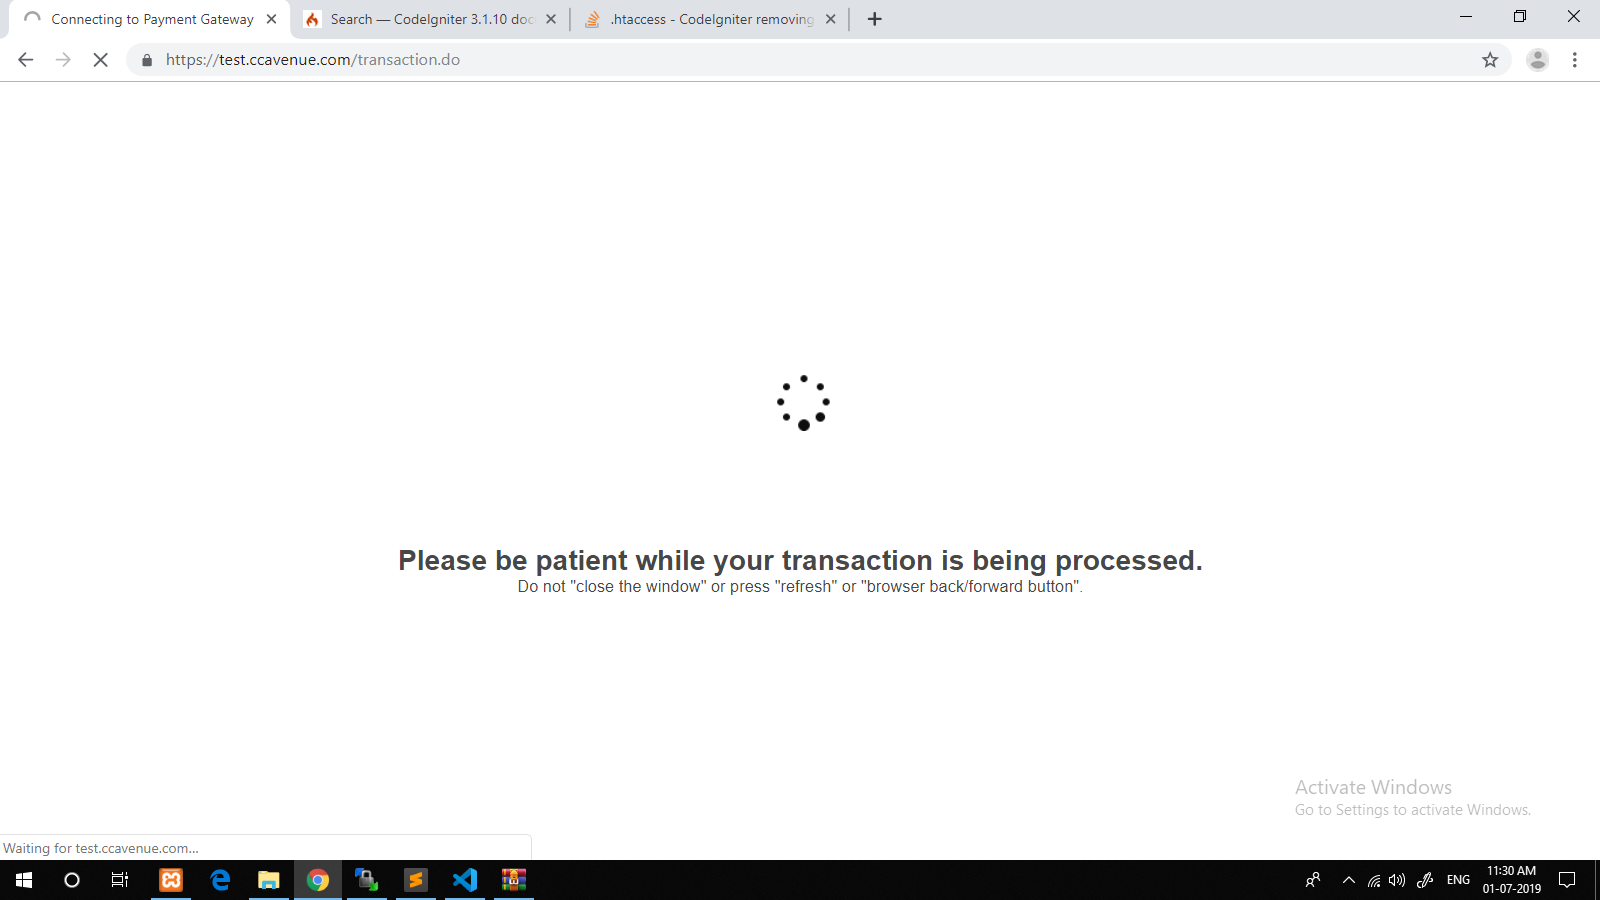 Connecting to Payment Gateway
Search — CodeIgniter 3.1.10 doc
.htaccess - CodeIgniter removing
https://test.ccavenue.com/transaction.do
Please be patient while your transaction is being processed.
Do not "close the window" or press "refresh" or "browser back/forward button".
Activate Windows
Go to Settings to activate Windows.
Waiting for test.ccavenue.com...
ENG
11:30 AM
01-07-2019